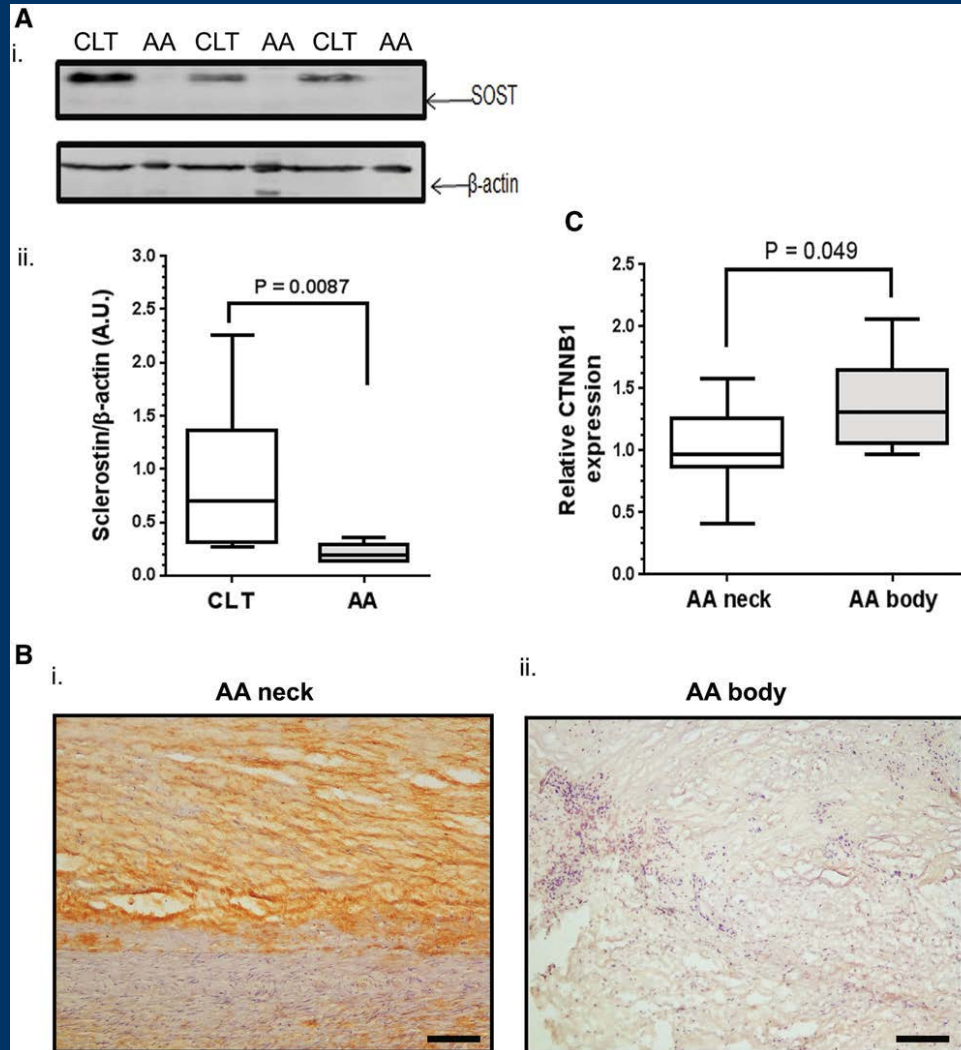 A
i.
CLT AA CLT AA CLT AA
SOST
β-actin
ii.
Sclerostin/β-actin (A.U.)
3.0
2.5
2.0
1.5
1.0
0.5
0.0
P = 0.0087
CLT AA
C
Relative CTNNB1
expression
2.5
2.0
1.5
1.0
0.5
0.0
P = 0.049
AA neck AA body
B
i.
AA neck
ii.
AA body